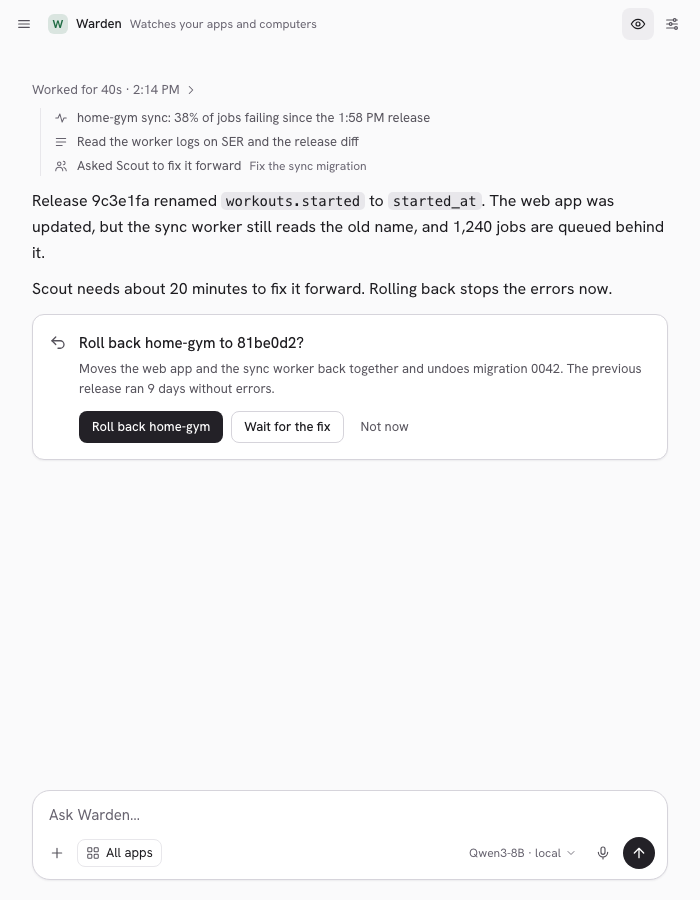 W Warden Watches your apps and computers
Worked for 40s · 2:14 PM
home-gym sync: 38% of jobs failing since the 1:58 PM release
Read the worker logs on SER and the release diff
Asked Scout to fix it forward Fix the sync migration
Release 9c3e1fa renamed workouts.started to started_at. The web app was
updated, but the sync worker still reads the old name, and 1,240 jobs are queued behind
it.
Scout needs about 20 minutes to fix it forward. Rolling back stops the errors now.
Roll back home-gym to 81be0d2?
Moves the web app and the sync worker back together and undoes migration 0042. The previous
release ran 9 days without errors.
Roll back home-gym Wait for the fix Not now
Ask Warden…
All apps Qwen3-8B · local